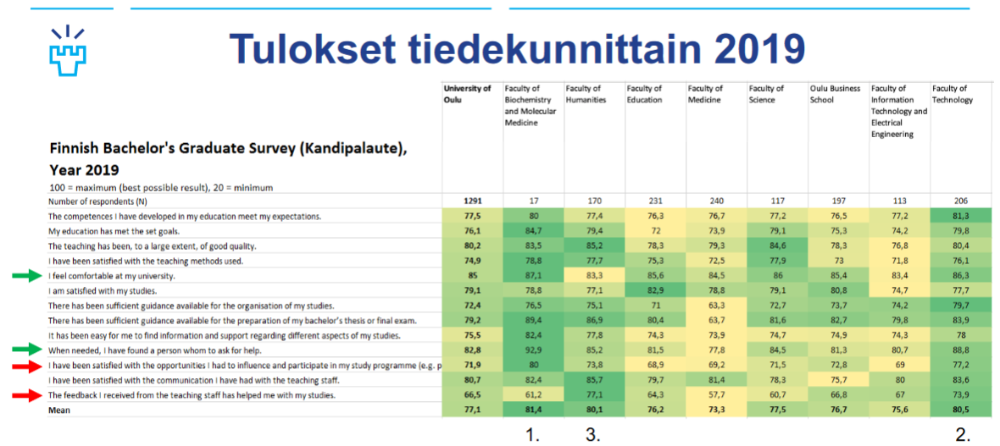 Tulokset tiedekunnittain 2019
University of Oulu Faculty of Biochemistry and Molecular Medicine Faculty of Humanities Faculty of Education Faculty of Medicine Faculty of Science Oulu Business School Faculty of Information Technology and Electrical Engineering Faculty of Technology
Finnish Bachelor's Graduate Survey (Kandipalaute),
Year 2019
100 = maximum (best possible result), 20 = minimum
Number of respondents (N) 1291 17 170 231 240 117 197 113 206
The competences I have developed in my education meet my expectations. 77,5 80 77,4 76,3 76,7 77,2 76,5 77,2 81,3
My education has met the set goals. 76,1 84,7 79,4 72 73,9 79,1 75,3 74,2 79,8
The teaching has been, to a large extent, of good quality. 80,2 83,5 85,2 78,3 79,3 84,6 78,3 76,8 80,4
I have been satisfied with the teaching methods used. 74,9 78,8 77,7 75,3 72,5 77,9 73 71,8 76,1
I feel comfortable at my university. 85 87,1 83,3 85,6 84,5 86 85,4 83,4 86,3
I am satisfied with my studies. 79,1 78,8 77,1 82,9 78,8 79,1 80,8 74,7 77,7
There has been sufficient guidance available for the organisation of my studies. 72,4 76,5 75,1 71 63,3 72,7 73,7 74,2 79,7
There has been sufficient guidance available for the preparation of my bachelor's thesis or final exam. 79,2 89,4 86,9 80,4 63,7 81,6 82,7 79,8 83,9
It has been easy for me to find information and support regarding different aspects of my studies. 75,5 82,4 77,8 74,3 73,9 74,7 74,9 74,3 78
When needed, I have found a person whom to ask for help. 82,8 92,9 85,2 81,5 77,8 84,5 81,3 80,7 88,8
I have been satisfied with the opportunities I had to influence and participate in my study programme (e.g. p 71,9 80 73,8 68,9 69,2 71,5 72,8 69 77,2
I have been satisfied with the communication I have had with the teaching staff. 80,7 82,4 85,7 79,7 81,4 78,3 75,7 80 83,6
The feedback I received from the teaching staff has helped me with my studies. 66,5 61,2 77,1 64,3 57,7 60,7 66,8 67 73,9
Mean 77,1 81,4 80,1 76,2 73,3 77,5 76,7 75,6 80,5
1. 3. 2.